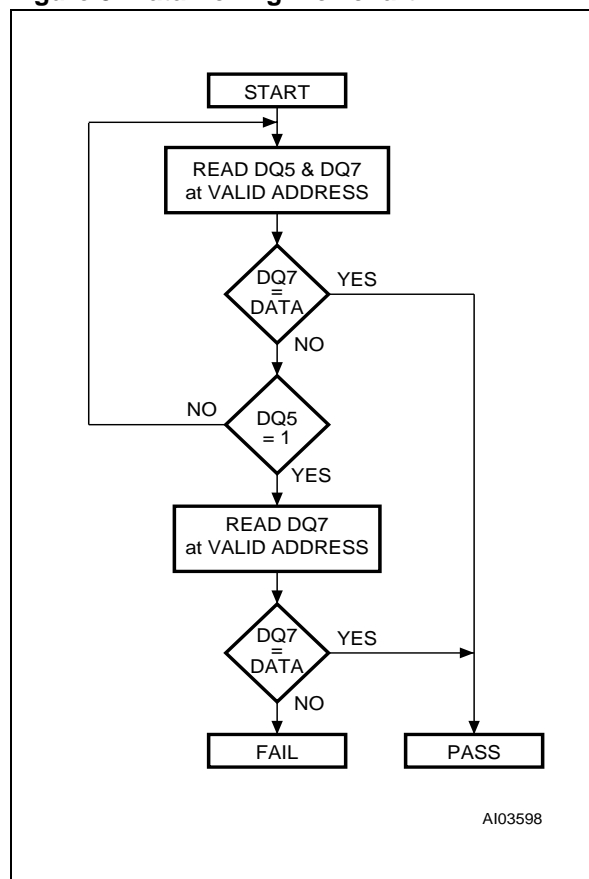 START
READ DQ5 & DQ7
at VALID ADDRESS
DQ7
=
DATA
YES
NO
NO
DQ5
= 1
YES
READ DQ7
at VALID ADDRESS
DQ7
=
DATA
YES
NO
FAIL
PASS
AI03598